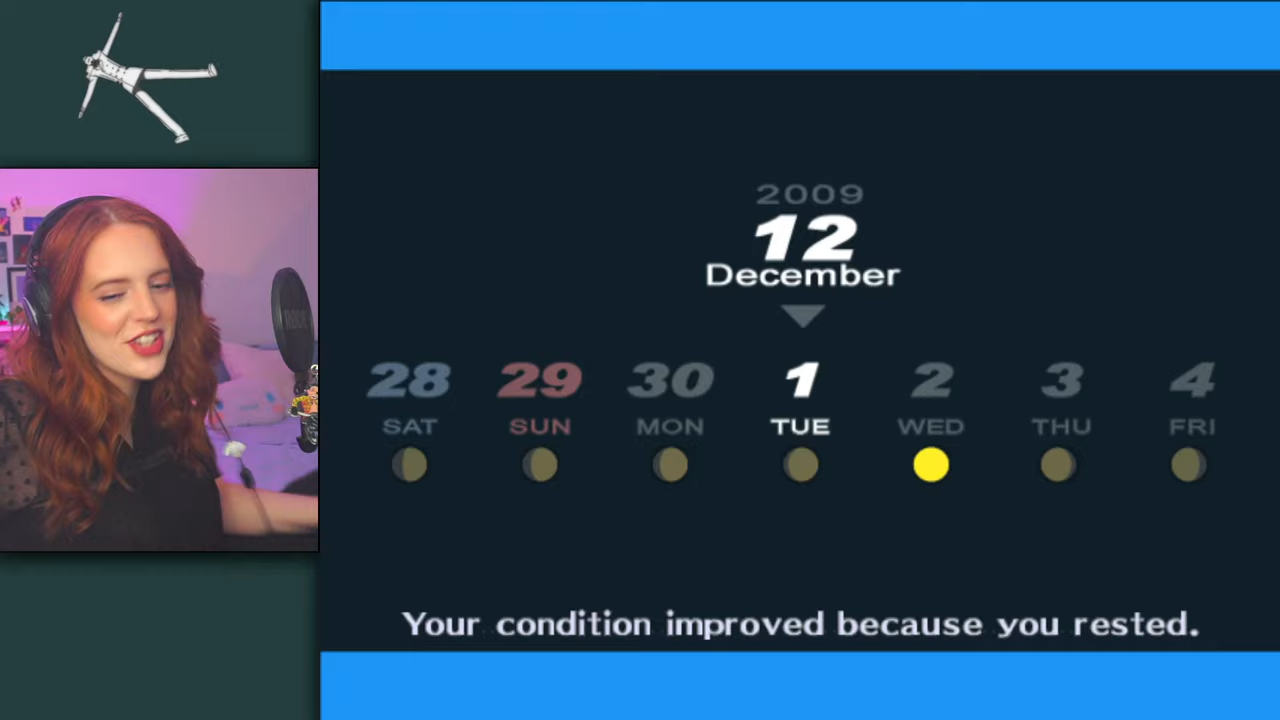 2009
12
December
28 29 30 1 2 3 4
SAT SUN MON TUE WED THU FRI
Your condition improved because you rested.
RODE